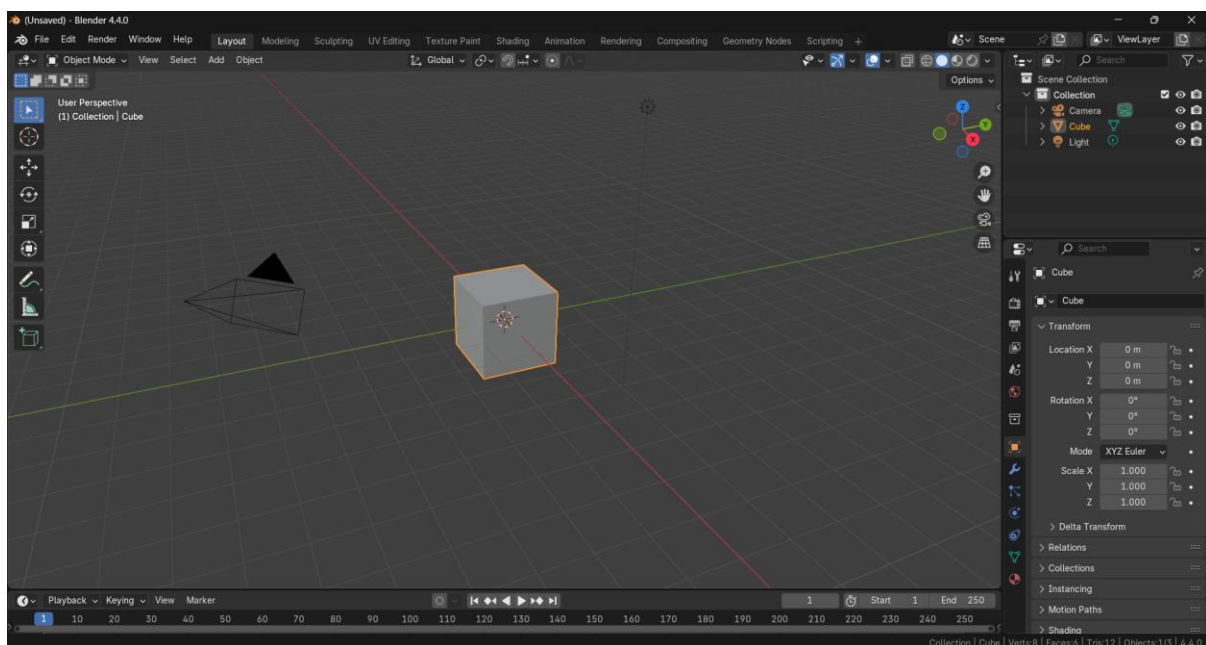 (Unsaved) - Blender 4.4.0
File Edit Render Window Help Layout Modeling Sculpting UV Editing Texture Paint Shading Animation Rendering Compositing Geometry Nodes Scripting + Scene ViewLayer
Object Mode View Select Add Object Global Search
Options
User Perspective
(1) Collection | Cube
Z
Y
X
Scene Collection
Collection
Camera
Cube
Light
Search
Cube
Cube
Transform
Location X 0 m
Y 0 m
Z 0 m
Rotation X 0°
Y 0°
Z 0°
Mode XYZ Euler
Scale X 1.000
Y 1.000
Z 1.000
Delta Transform
Relations
Collections
Instancing
Motion Paths
Shading
Playback Keying View Marker 1 Start 1 End 250
1 10 20 30 40 50 60 70 80 90 100 110 120 130 140 150 160 170 180 190 200 210 220 230 240 250
Collection | Cube | Verts:8 | Faces:6 | Tris:12 | Objects:1/3 | 4.4.0